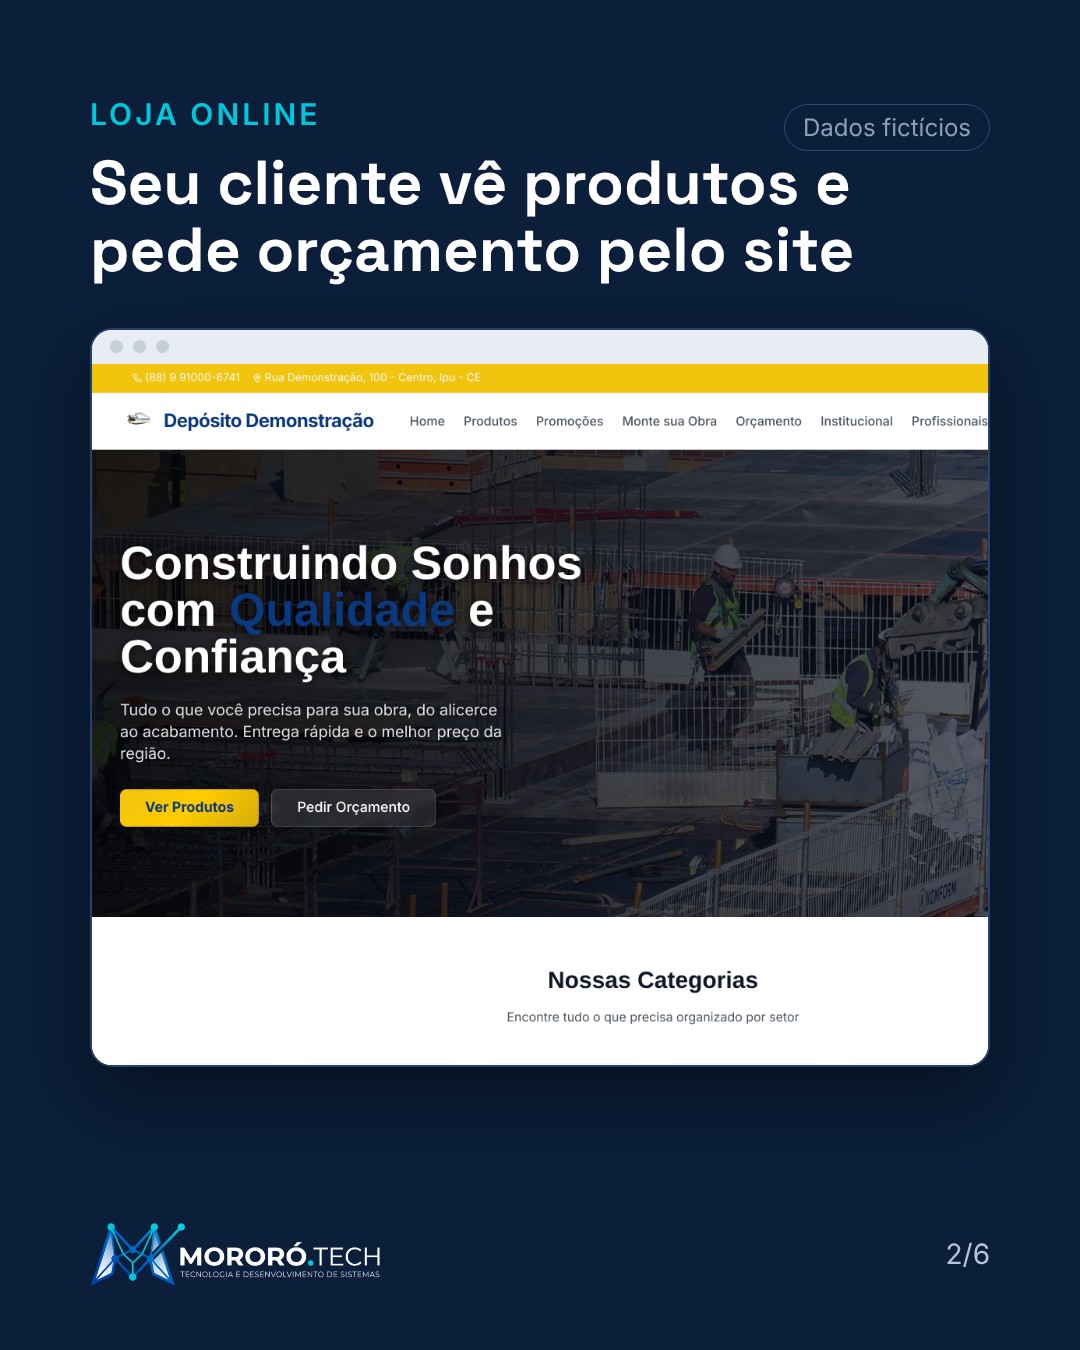 LOJA ONLINE
Dados fictícios
Seu cliente vê produtos e
pede orçamento pelo site
(88) 9 91000-6741 Rua Demonstração, 100 - Centro, Ipu - CE
Depósito Demonstração Home Produtos Promoções Monte sua Obra Orçamento Institucional Profissionais
Construindo Sonhos
com Qualidade e
Confiança
Tudo o que você precisa para sua obra, do alicerce
ao acabamento. Entrega rápida e o melhor preço da
região.
Ver Produtos Pedir Orçamento
KONFORM
Nossas Categorias
Encontre tudo o que precisa organizado por setor
MORORÓ.TECH
TECNOLOGIA E DESENVOLVIMENTO DE SISTEMAS
2/6